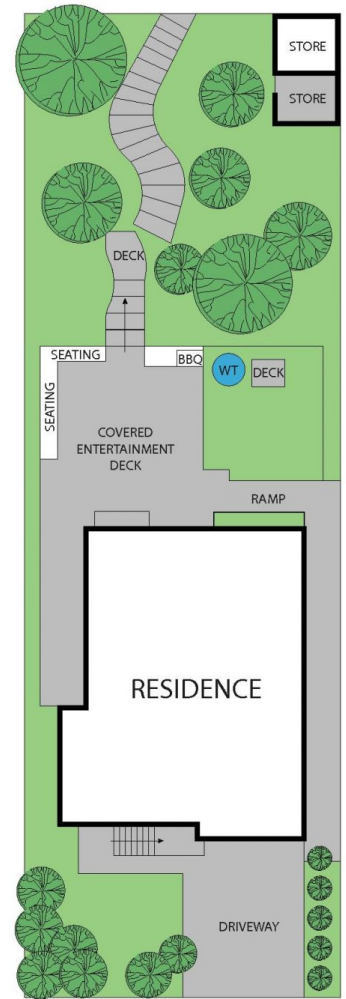 STORE
STORE
DECK
SEATING
BBQ
SEATING
WT
DECK
COVERED
ENTERTAINMENT
DECK
RAMP
RESIDENCE
DRIVEWAY